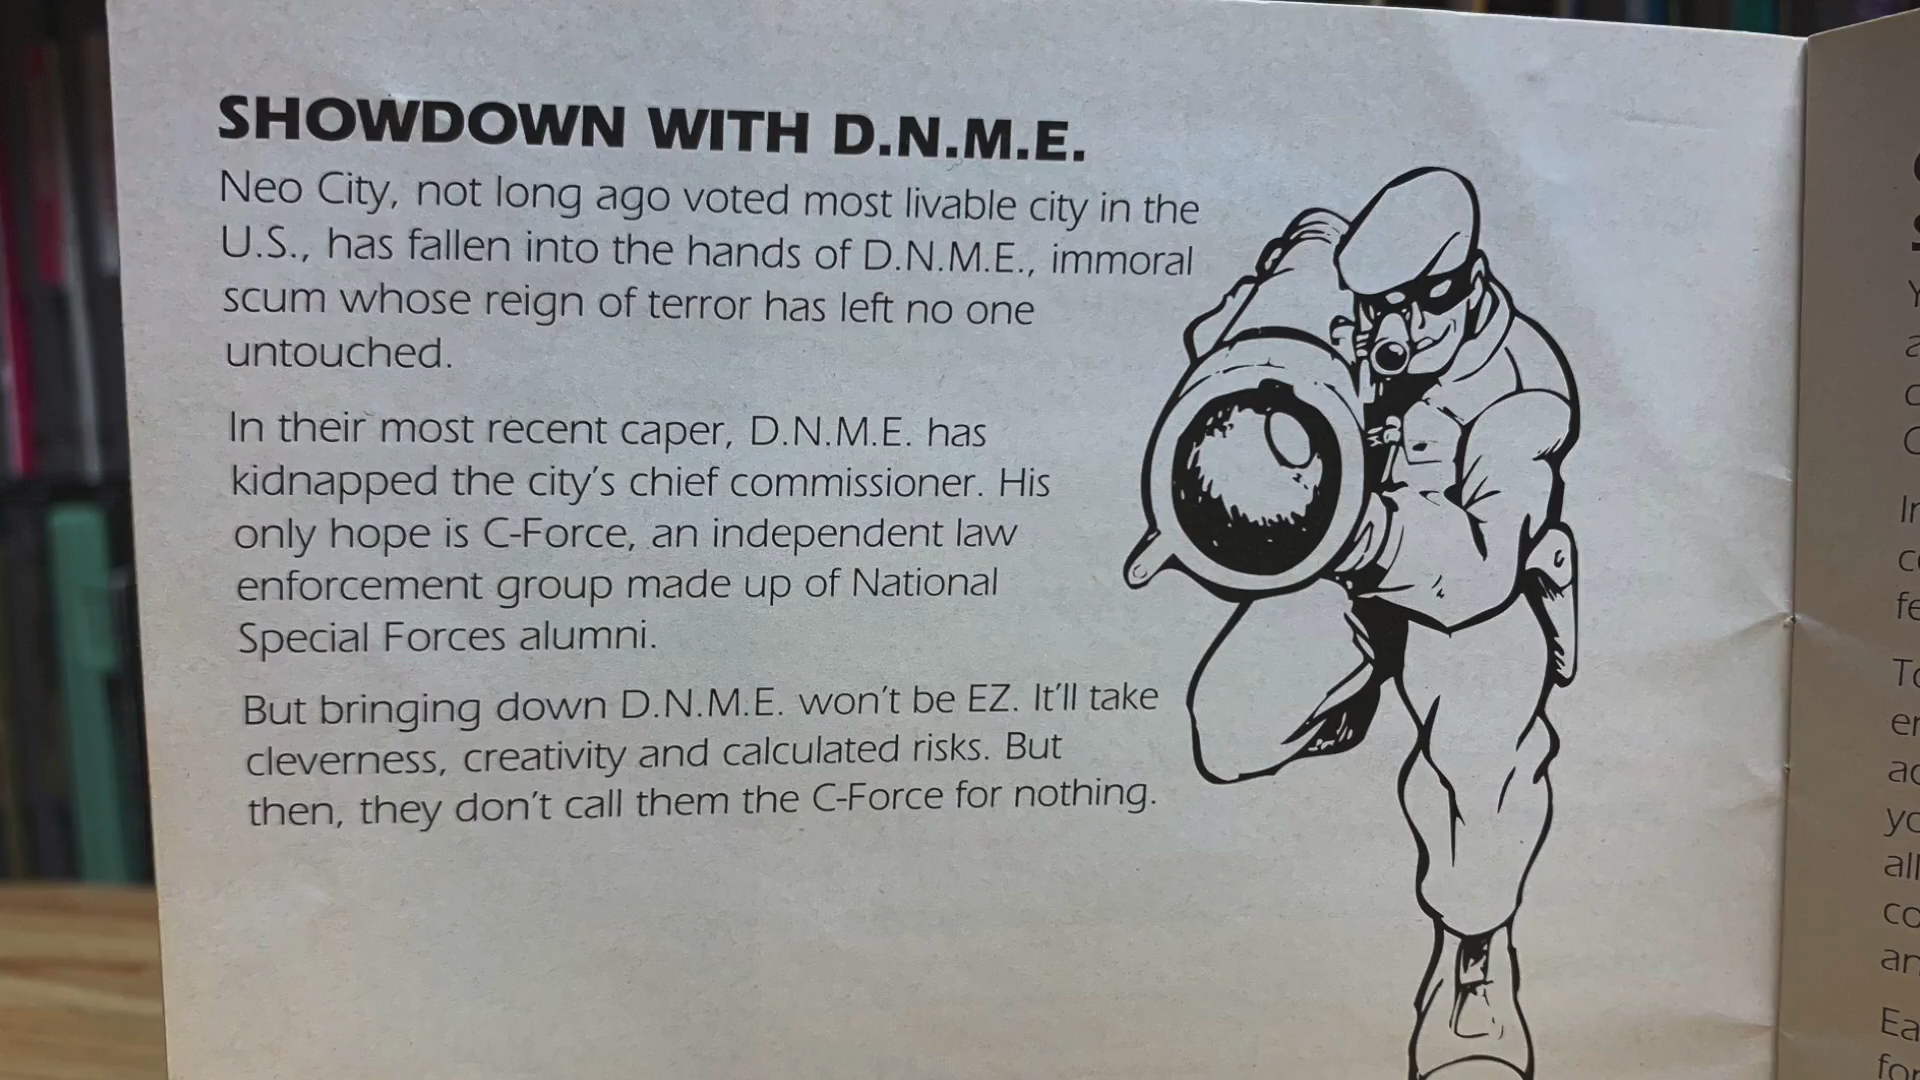 SHOWDOWN WITH D.N.M.E.
Neo City, not long ago voted most livable city in the
U.S., has fallen into the hands of D.N.M.E., immoral
scum whose reign of terror has left no one
untouched.
In their most recent caper, D.N.M.E. has
kidnapped the city's chief commissioner. His
only hope is C-Force, an independent law
enforcement group made up of National
Special Forces alumni.
But bringing down D.N.M.E. won't be EZ. It'll take
cleverness, creativity and calculated risks. But
then, they don't call them the C-Force for nothing.